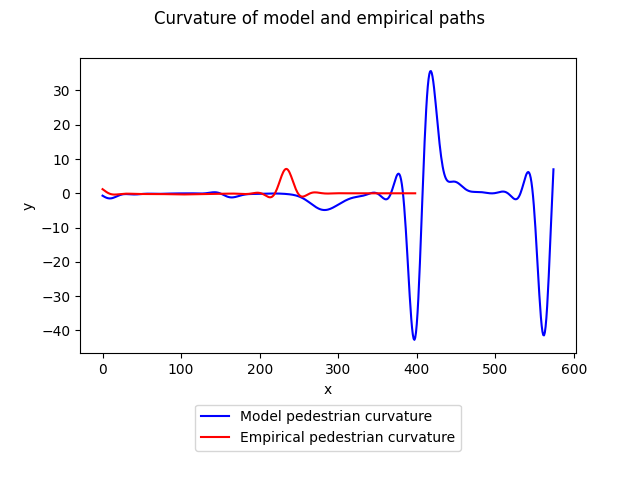 Curvature of model and empirical paths
30
20
10
0
−10
−20
−30
−40
y
0 100 200 300 400 500 600
x
Model pedestrian curvature
Empirical pedestrian curvature